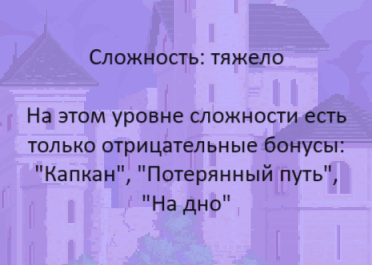 Сложность: тяжело
На этом уровне сложности есть
только отрицательные бонусы:
"Капкан", "Потерянный путь",
"На дно"